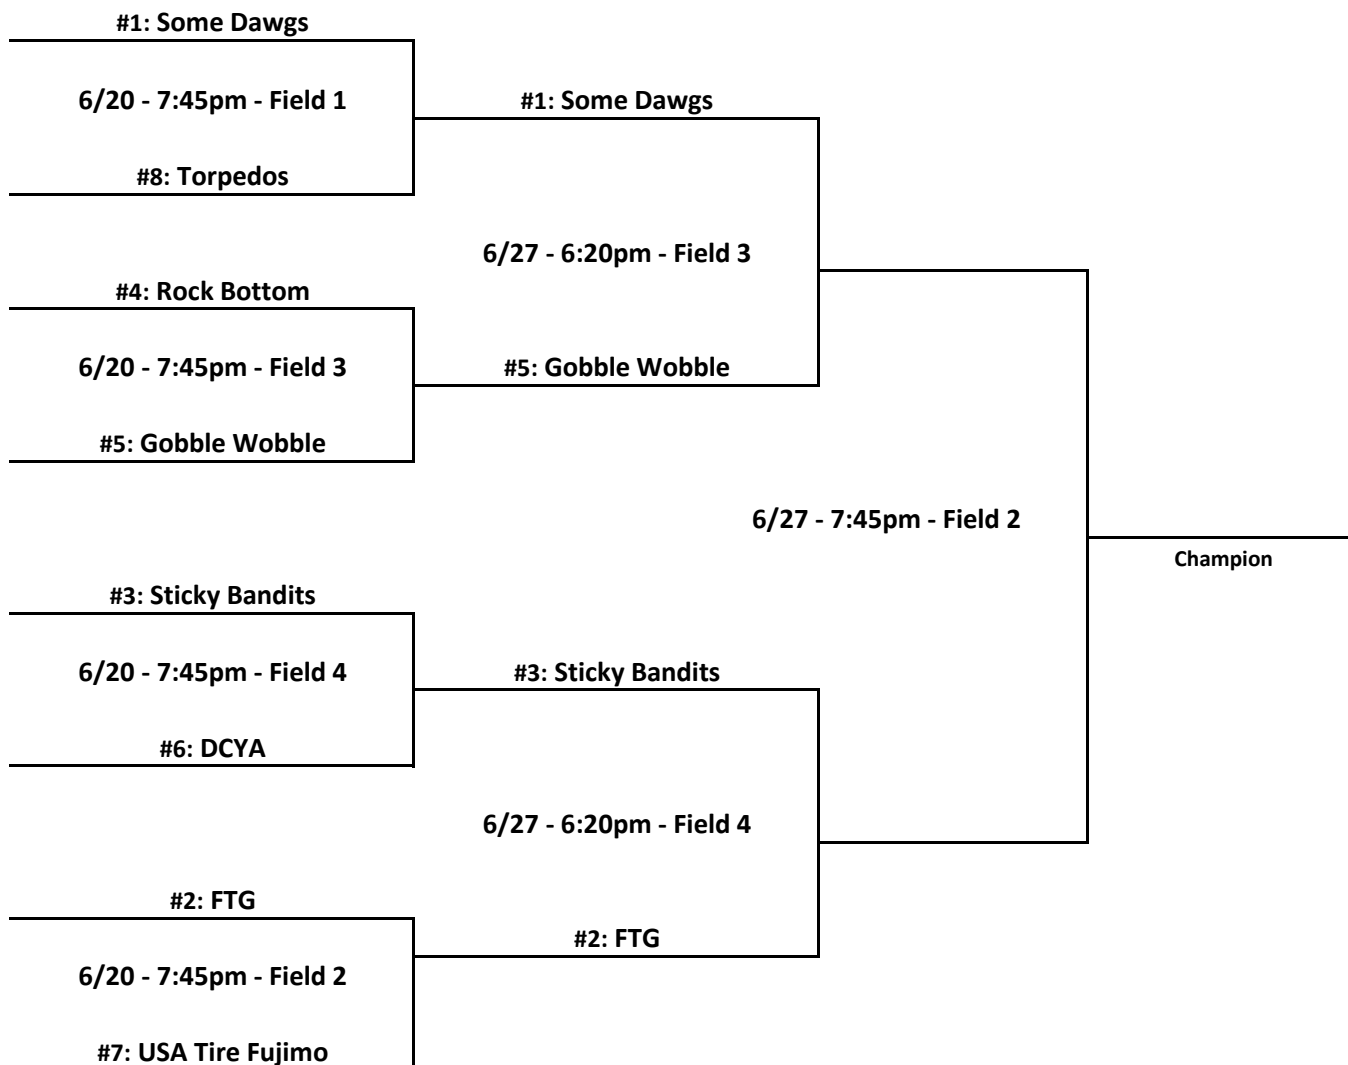 #1: Some Dawgs
6/20 - 7:45pm - Field 1
#1: Some Dawgs
#8: Torpedos
6/27 - 6:20pm - Field 3
#4: Rock Bottom
6/20 - 7:45pm - Field 3
#5: Gobble Wobble
#5: Gobble Wobble
6/27 - 7:45pm - Field 2
Champion
#3: Sticky Bandits
6/20 - 7:45pm - Field 4
#3: Sticky Bandits
#6: DCYA
6/27 - 6:20pm - Field 4
#2: FTG
#2: FTG
6/20 - 7:45pm - Field 2
#7: USA Tire Fujimo